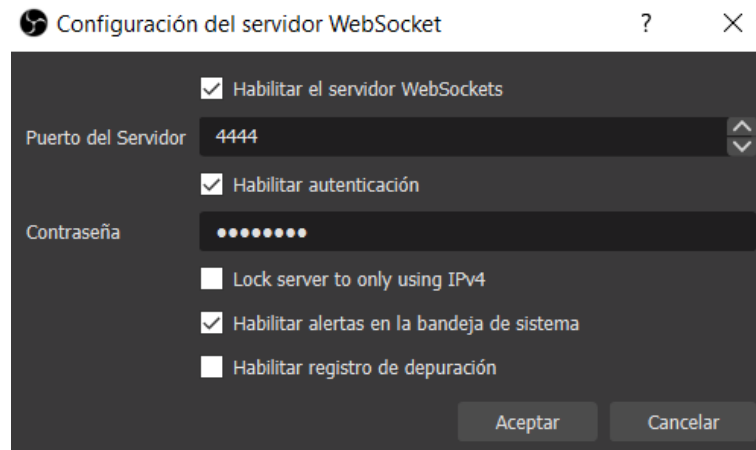 Configuración del servidor WebSocket ?
Habilitar el servidor WebSockets
Puerto del Servidor 4444
Habilitar autenticación
Contraseña ••••••••
Lock server to only using IPv4
Habilitar alertas en la bandeja de sistema
Habilitar registro de depuración
Aceptar Cancelar